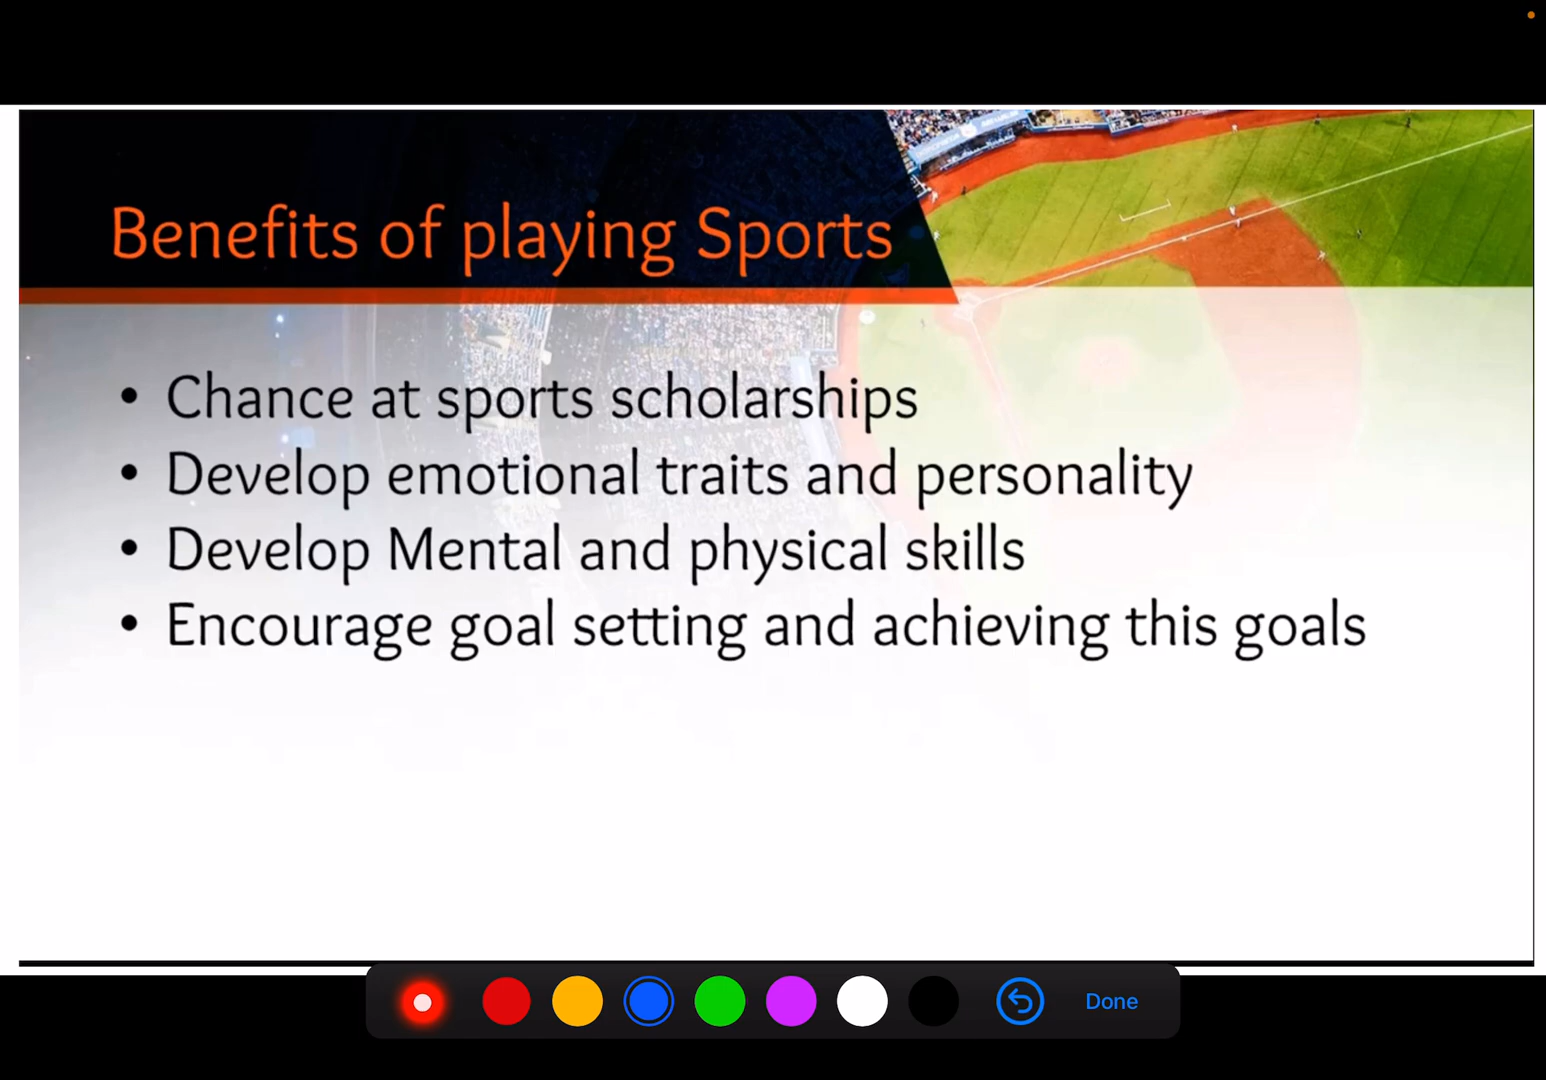 Benefits of playing Sports
• Chance at sports scholarships
• Develop emotional traits and personality
• Develop Mental and physical skills
• Encourage goal setting and achieving this goals
Done